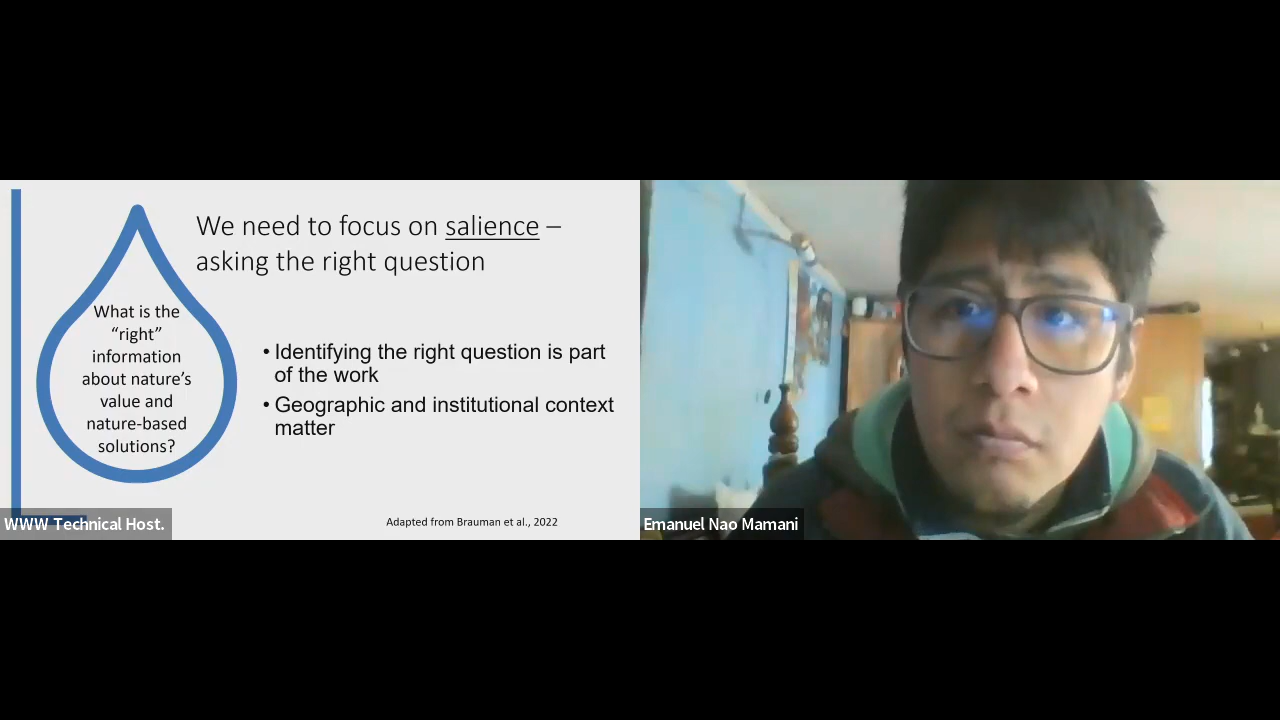 We need to focus on salience –
asking the right question
What is the
“right”
information
about nature’s
value and
nature-based
solutions?
• Identifying the right question is part
of the work
• Geographic and institutional context
matter
Adapted from Brauman et al., 2022
WWW Technical Host.
Emanuel Nao Mamani